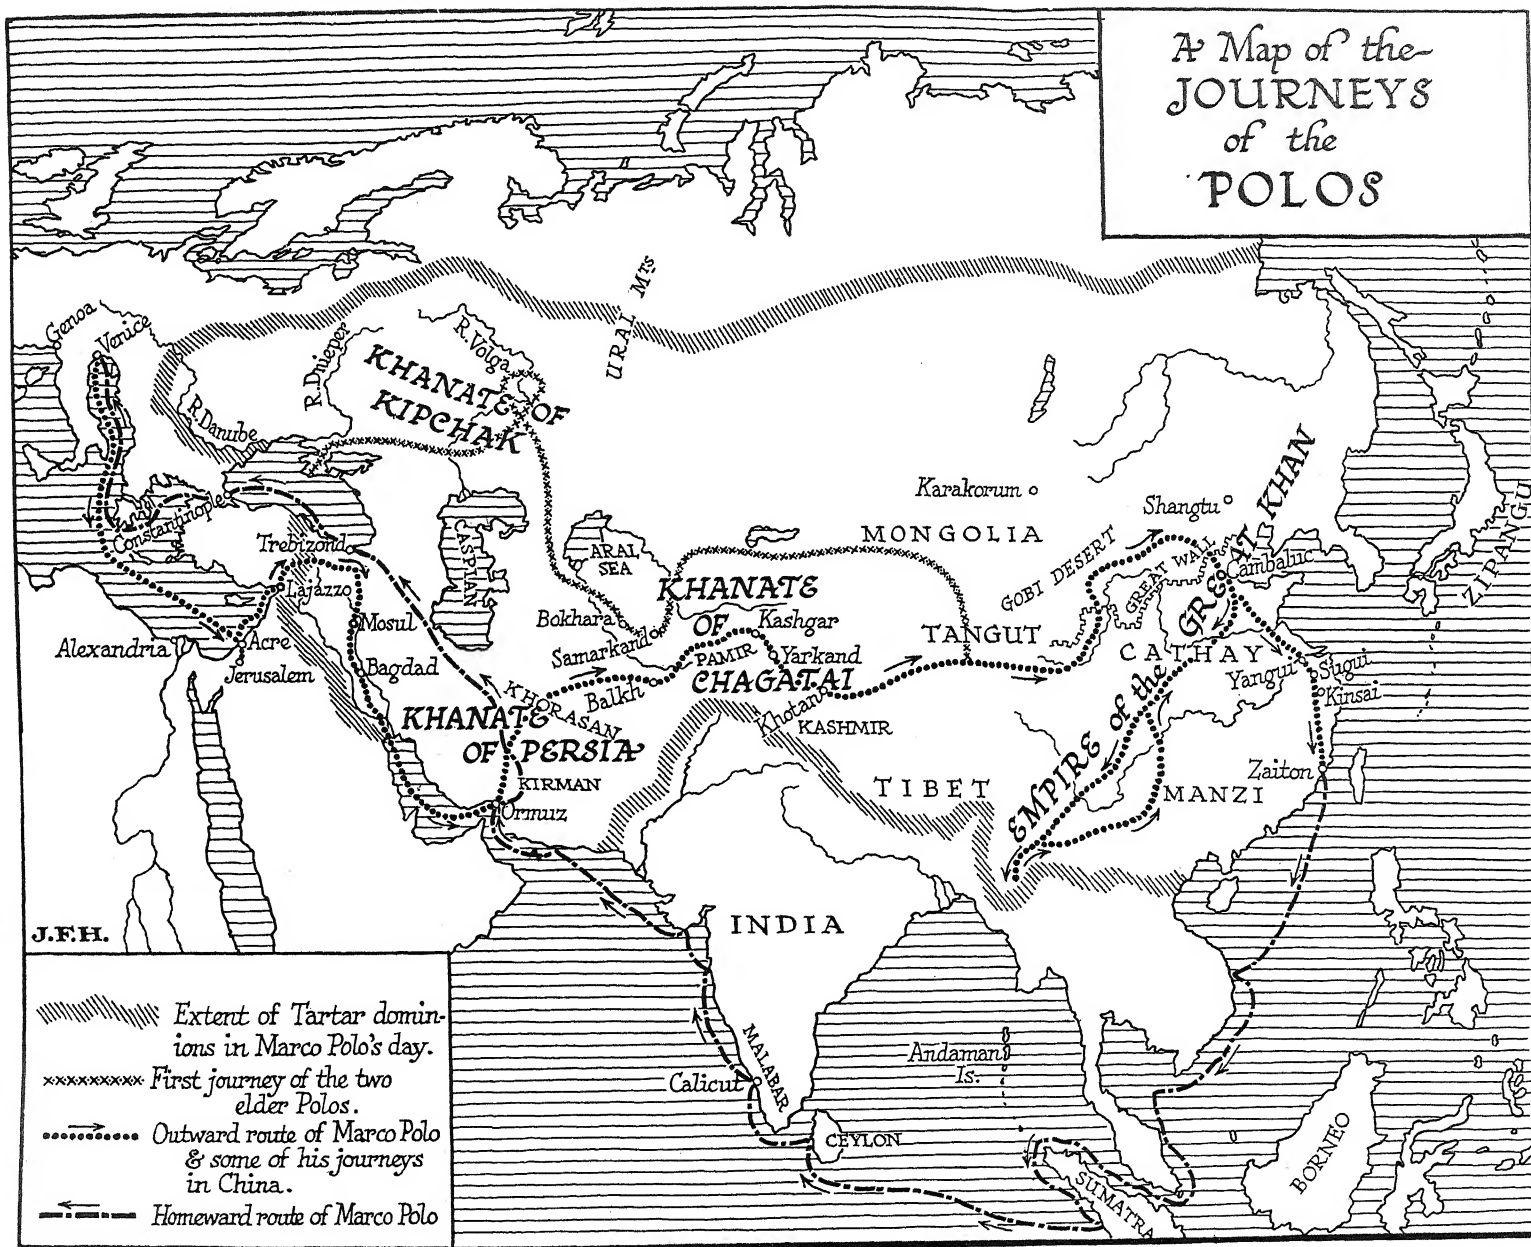 A Map of the
JOURNEYS
of the
POLOS
URAL MTS
Genoa
Venice
R. Dnieper
R. Volga
KHANATE OF
KIPCHAK
R. Danube
Karakorum
Shangtu
GREAT KHAN
EMPIRE of the
MONGOLIA
GOBI DESERT
GREAT WALL
Cambaluc
ZIPANGU
Constantinople
Trebizond
CASPIAN
ARAL
SEA
KHANATE
OF
CHAGATAI
Lajazzo
Mosul
Bokhara
Samarkand
Kashgar
PAMIR
Yarkand
TANGUT
CATHAY
Alexandria
Acre
Jerusalem
Bagdad
Balkh
Khotan
KASHMIR
Yangui
Sugui
Kinsai
KHORASAN
KHANATE
OF PERSIA
KIRMAN
Ormuz
TIBET
MANZI
Zaiton
INDIA
J.F.H.
MALABAR
Calicut
CEYLON
Andaman
Is.
SUMATRA
BORNEO
Extent of Tartar domin-
ions in Marco Polo's day.
First journey of the two
elder Polos.
Outward route of Marco Polo
& some of his journeys
in China.
Homeward route of Marco Polo